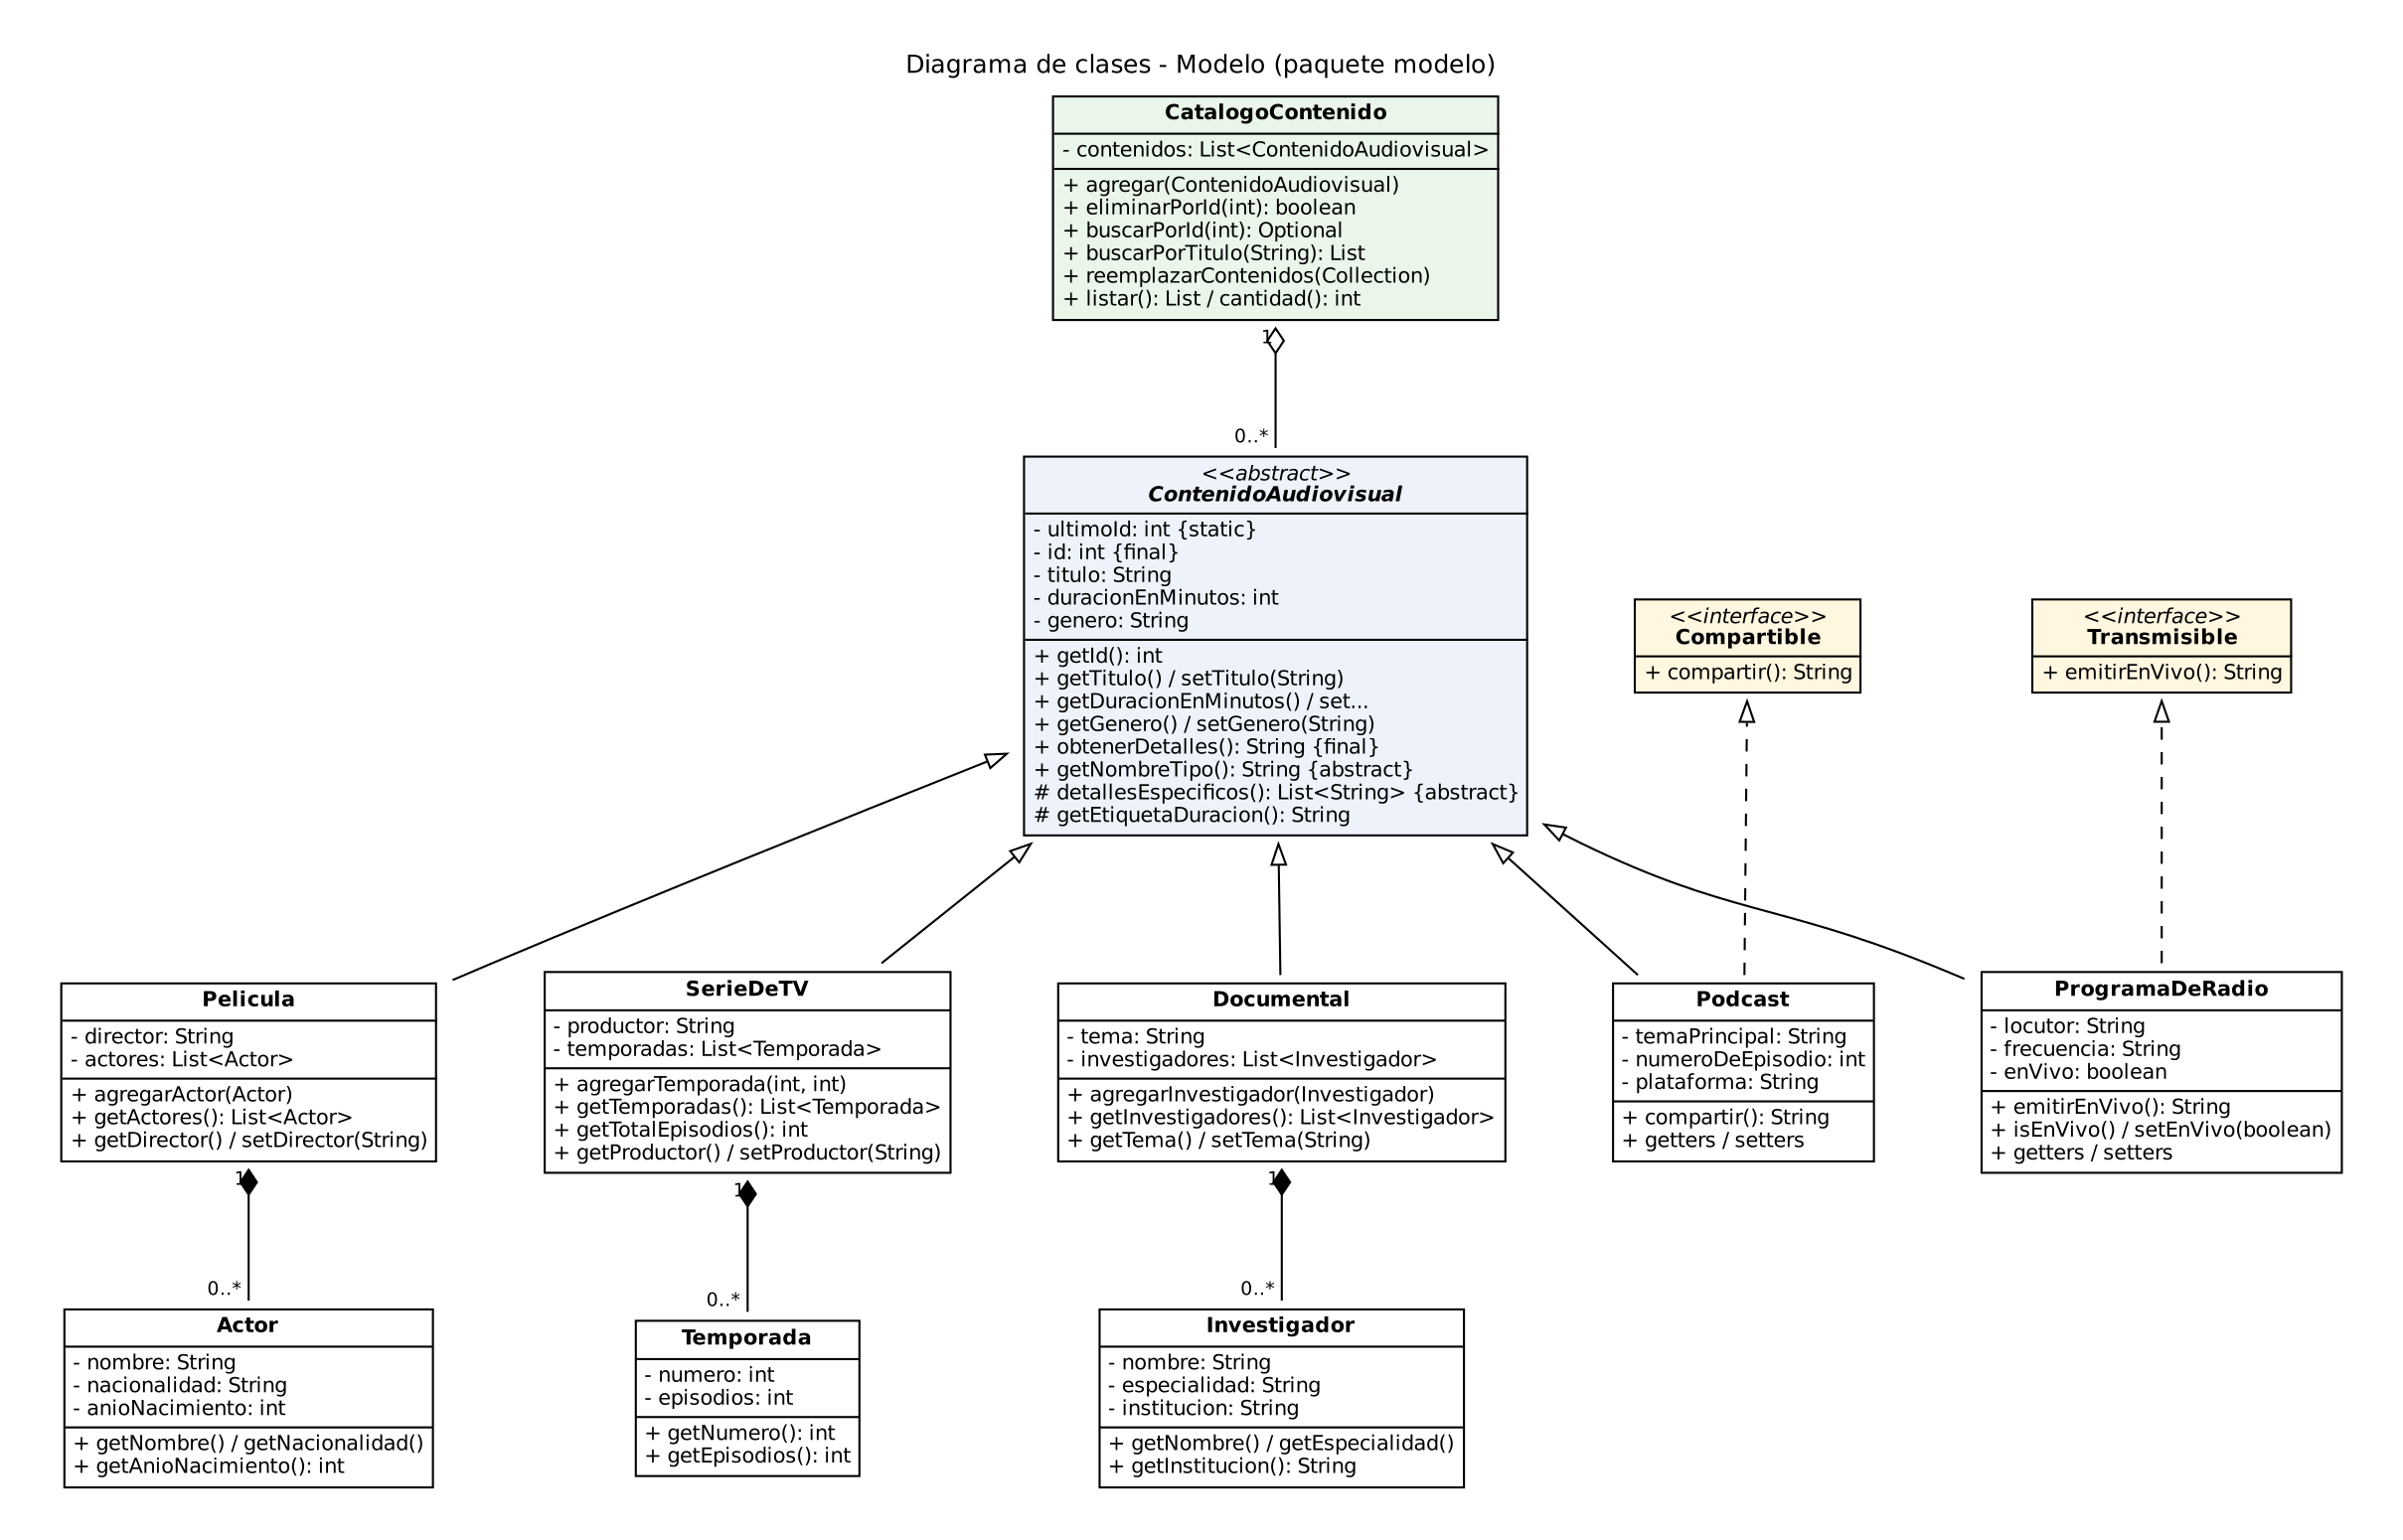 Diagrama de clases - Modelo (paquete modelo)
CatalogoContenido
- contenidos: List<ContenidoAudiovisual>
+ agregar(ContenidoAudiovisual)
+ eliminarPorId(int): boolean
+ buscarPorId(int): Optional
+ buscarPorTitulo(String): List
+ reemplazarContenidos(Collection)
+ listar(): List / cantidad(): int
1
0..*
<<abstract>>
ContenidoAudiovisual
- ultimoId: int {static}
- id: int {final}
- titulo: String
- duracionEnMinutos: int
- genero: String
+ getId(): int
+ getTitulo() / setTitulo(String)
+ getDuracionEnMinutos() / set...
+ getGenero() / setGenero(String)
+ obtenerDetalles(): String {final}
+ getNombreTipo(): String {abstract}
# detallesEspecificos(): List<String> {abstract}
# getEtiquetaDuracion(): String
<<interface>>
Compartible
+ compartir(): String
<<interface>>
Transmisible
+ emitirEnVivo(): String
Pelicula
- director: String
- actores: List<Actor>
+ agregarActor(Actor)
+ getActores(): List<Actor>
+ getDirector() / setDirector(String)
SerieDeTV
- productor: String
- temporadas: List<Temporada>
+ agregarTemporada(int, int)
+ getTemporadas(): List<Temporada>
+ getTotalEpisodios(): int
+ getProductor() / setProductor(String)
Documental
- tema: String
- investigadores: List<Investigador>
+ agregarInvestigador(Investigador)
+ getInvestigadores(): List<Investigador>
+ getTema() / setTema(String)
Podcast
- temaPrincipal: String
- numeroDeEpisodio: int
- plataforma: String
+ compartir(): String
+ getters / setters
ProgramaDeRadio
- locutor: String
- frecuencia: String
- enVivo: boolean
+ emitirEnVivo(): String
+ isEnVivo() / setEnVivo(boolean)
+ getters / setters
1
0..*
1
0..*
1
0..*
Actor
- nombre: String
- nacionalidad: String
- anioNacimiento: int
+ getNombre() / getNacionalidad()
+ getAnioNacimiento(): int
Temporada
- numero: int
- episodios: int
+ getNumero(): int
+ getEpisodios(): int
Investigador
- nombre: String
- especialidad: String
- institucion: String
+ getNombre() / getEspecialidad()
+ getInstitucion(): String